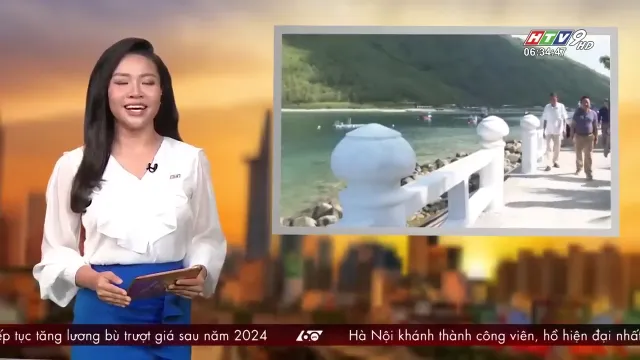 HTV9
HD
06:34:47
ếp tục tăng lương bù trượt giá sau năm 2024
60
Hà Nội khánh thành công viên, hồ hiện đại nhất